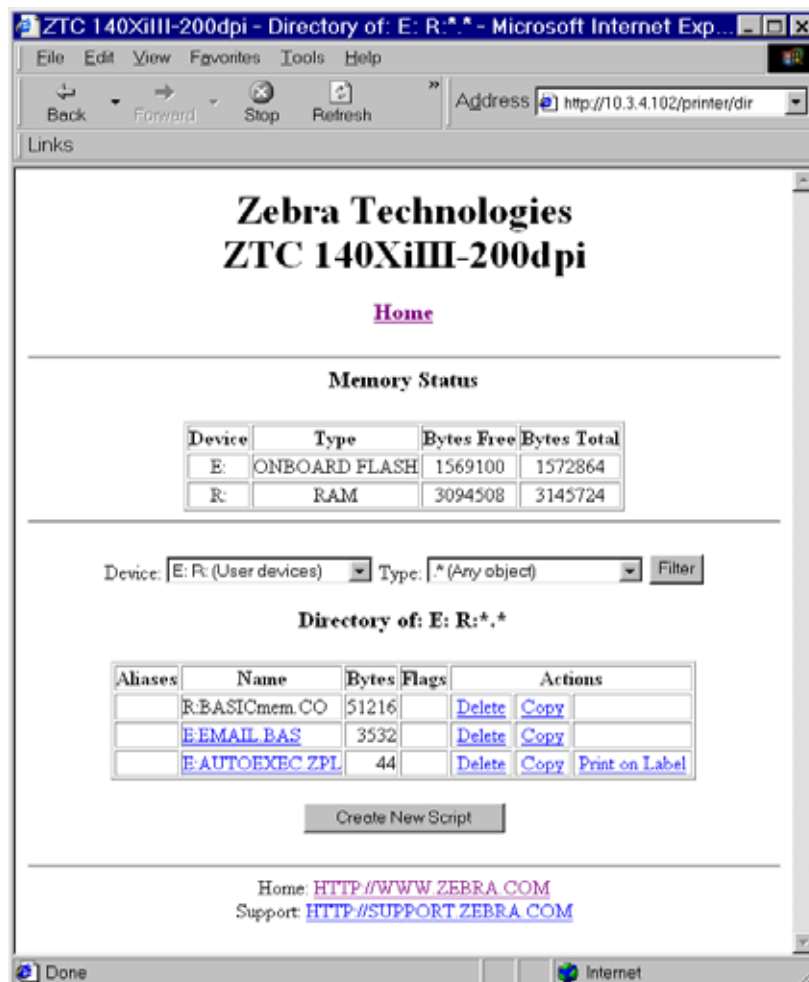 ZTC 140XiIII-200dpi - Directory of: E: R:*.* - Microsoft Internet Exp...
File Edit View Favorites Tools Help
Back Forward Stop Refresh » Address http://10.3.4.102/printer/dir
Links
Zebra Technologies
ZTC 140XiIII-200dpi
Home
Memory Status
Device Type Bytes Free Bytes Total
E: ONBOARD FLASH 1569100 1572864
R: RAM 3094508 3145724
Device: E: R: (User devices) Type: .* (Any object) Filter
Directory of: E: R:*.*
Aliases Name Bytes Flags Actions
R:BASICmem.CO 51216 Delete Copy
E:EMAIL.BAS 3532 Delete Copy
E:AUTOEXEC.ZPL 44 Delete Copy Print on Label
Create New Script
Home: HTTP://WWW.ZEBRA.COM
Support: HTTP://SUPPORT.ZEBRA.COM
Done Internet